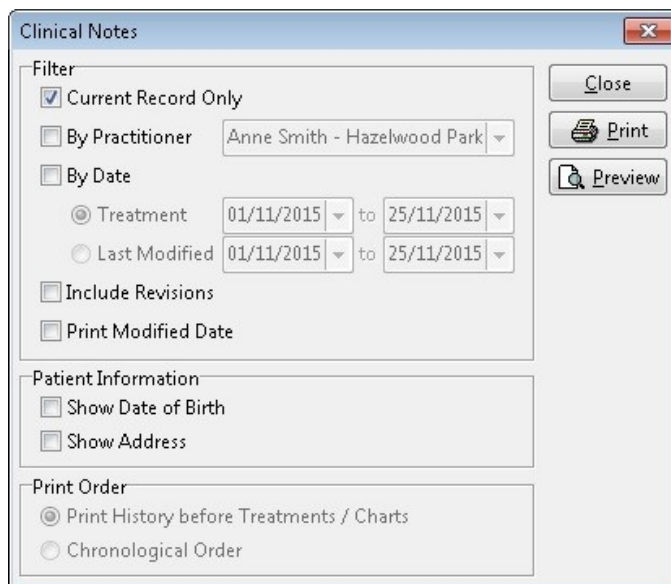 Clinical Notes
Filter
Current Record Only
By Practitioner Anne Smith - Hazelwood Park
By Date
Treatment 01/11/2015 to 25/11/2015
Last Modified 01/11/2015 to 25/11/2015
Include Revisions
Print Modified Date
Patient Information
Show Date of Birth
Show Address
Print Order
Print History before Treatments / Charts
Chronological Order
Close
Print
Preview